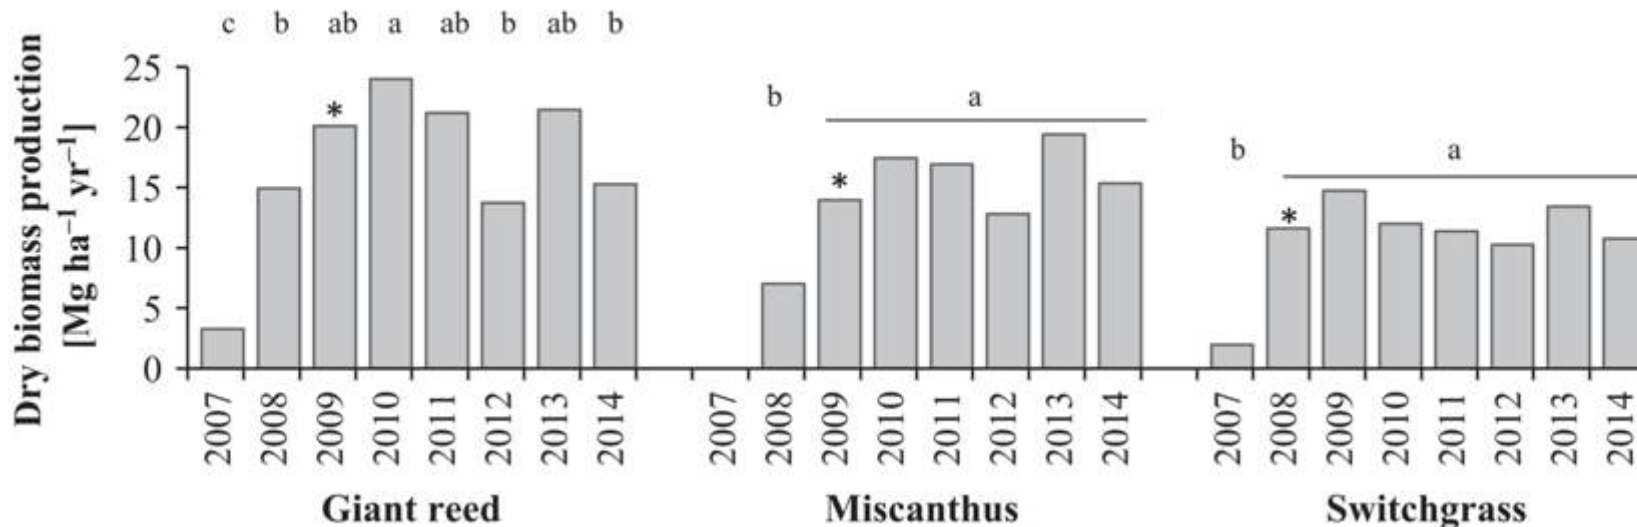 c b ab a ab b ab b
b a
b a
Dry biomass production
[Mg ha⁻¹ yr⁻¹]
25
20
15
10
5
0
*
*
*
2007 2008 2009 2010 2011 2012 2013 2014
2007 2008 2009 2010 2011 2012 2013 2014
2007 2008 2009 2010 2011 2012 2013 2014
Giant reed
Miscanthus
Switchgrass